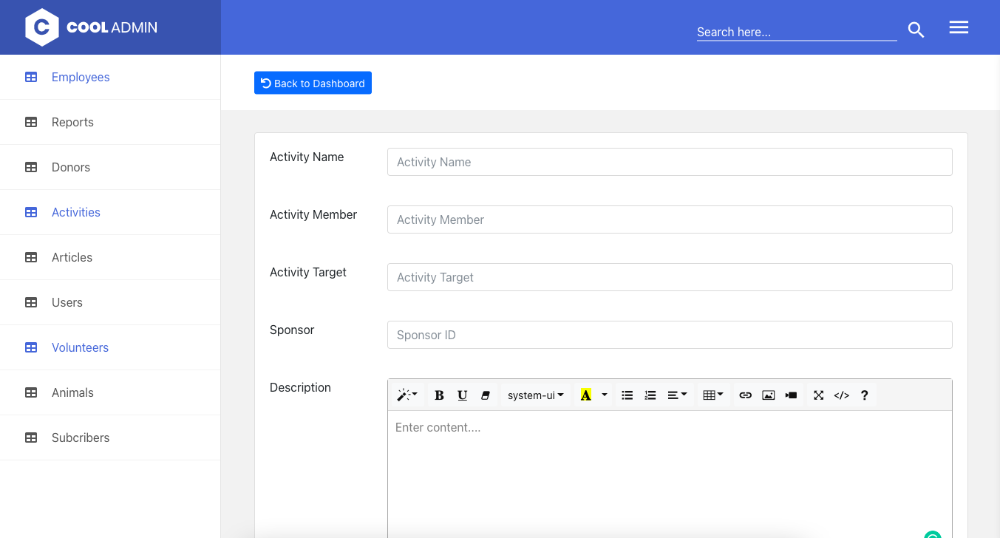 C COOL ADMIN
Search here...
Employees
Reports
Donors
Activities
Articles
Users
Volunteers
Animals
Subcribers
Back to Dashboard
Activity Name
Activity Name
Activity Member
Activity Member
Activity Target
Activity Target
Sponsor
Sponsor ID
Description
B U system-ui A </> ?
Enter content....